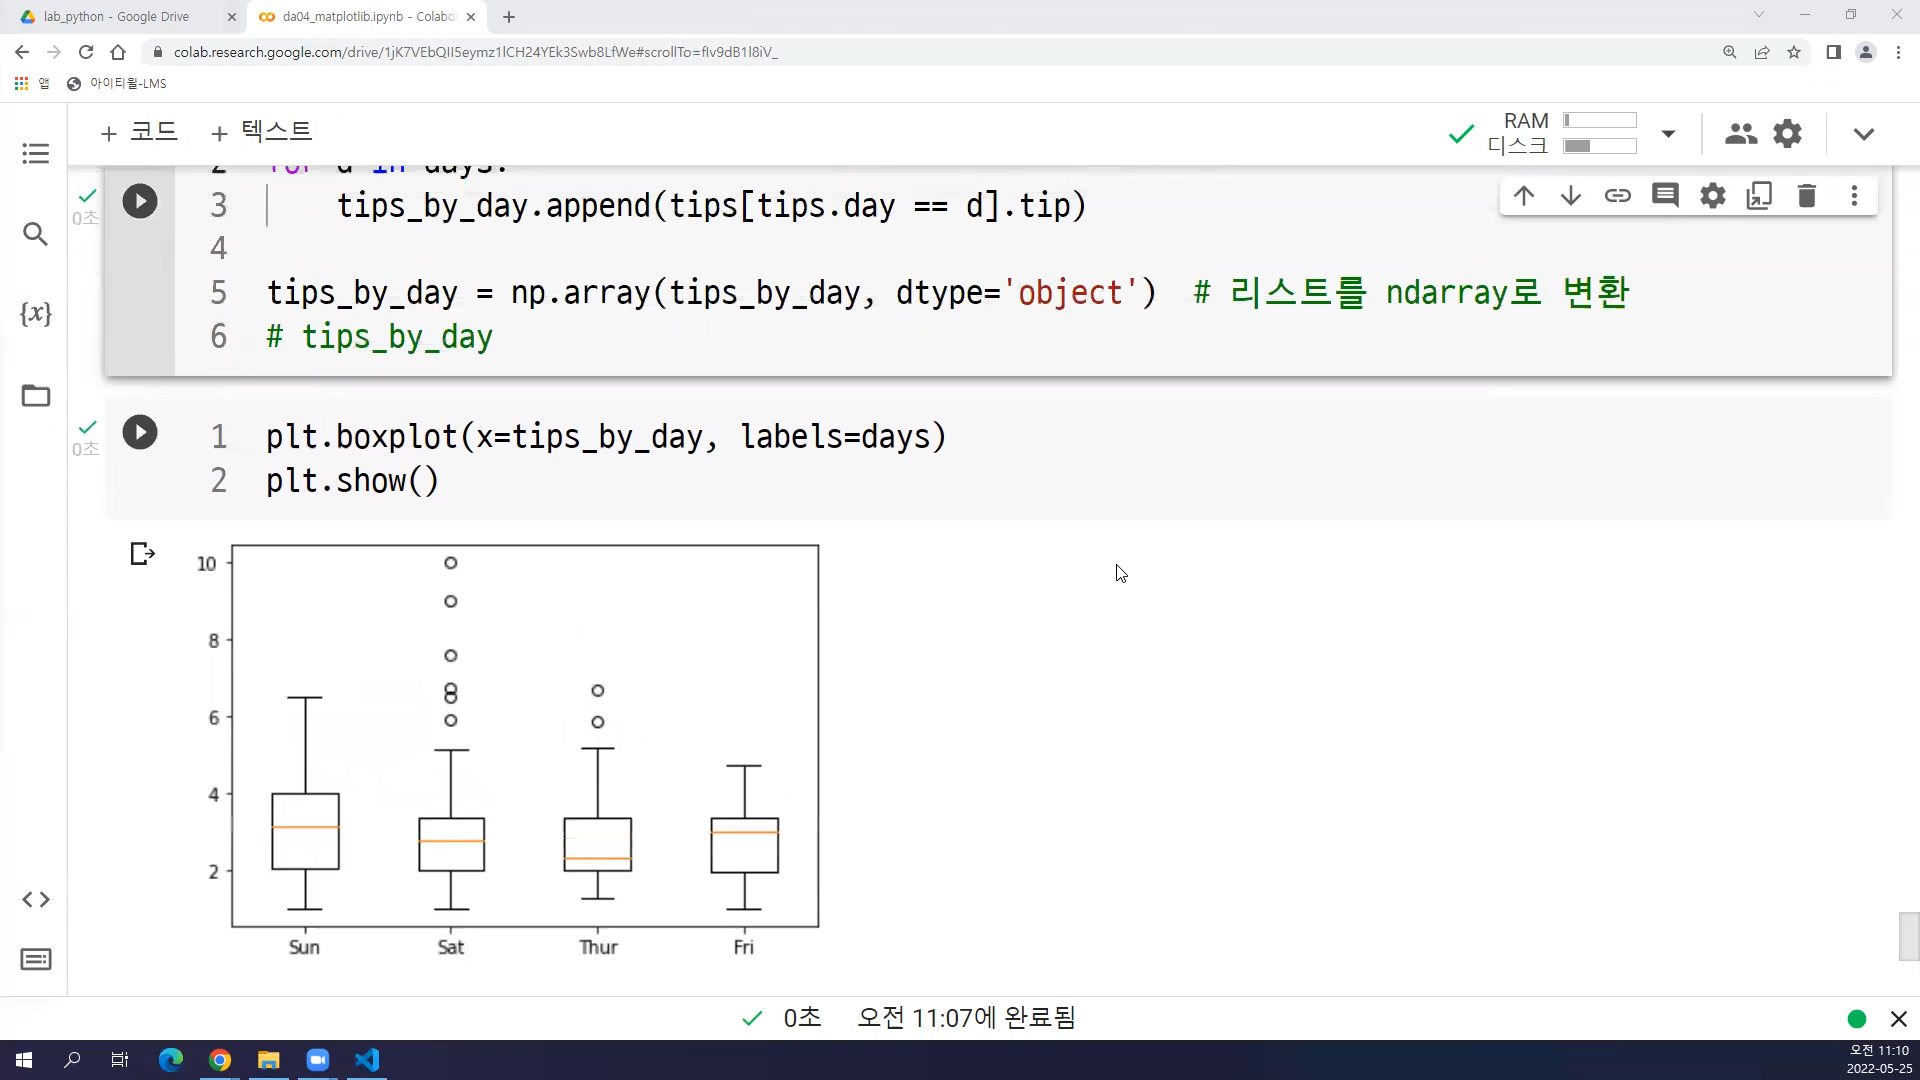 lab_python - Google Drive
da04_matplotlib.ipynb - Colabo
colab.research.google.com/drive/1jK7VEbQII5eymz1lCH24YEk3Swb8LfWe#scrollTo=flv9dB1l8iV_
앱 아이티윌-LMS
+ 코드 + 텍스트
RAM
디스크
2 for d in days:
0초
3 tips_by_day.append(tips[tips.day == d].tip)
4
5 tips_by_day = np.array(tips_by_day, dtype='object') # 리스트를 ndarray로 변환
6 # tips_by_day
0초
1 plt.boxplot(x=tips_by_day, labels=days)
2 plt.show()
{x}
10
8
6
4
2
Sun Sat Thur Fri
0초 오전 11:07에 완료됨
오전 11:10
2022-05-25